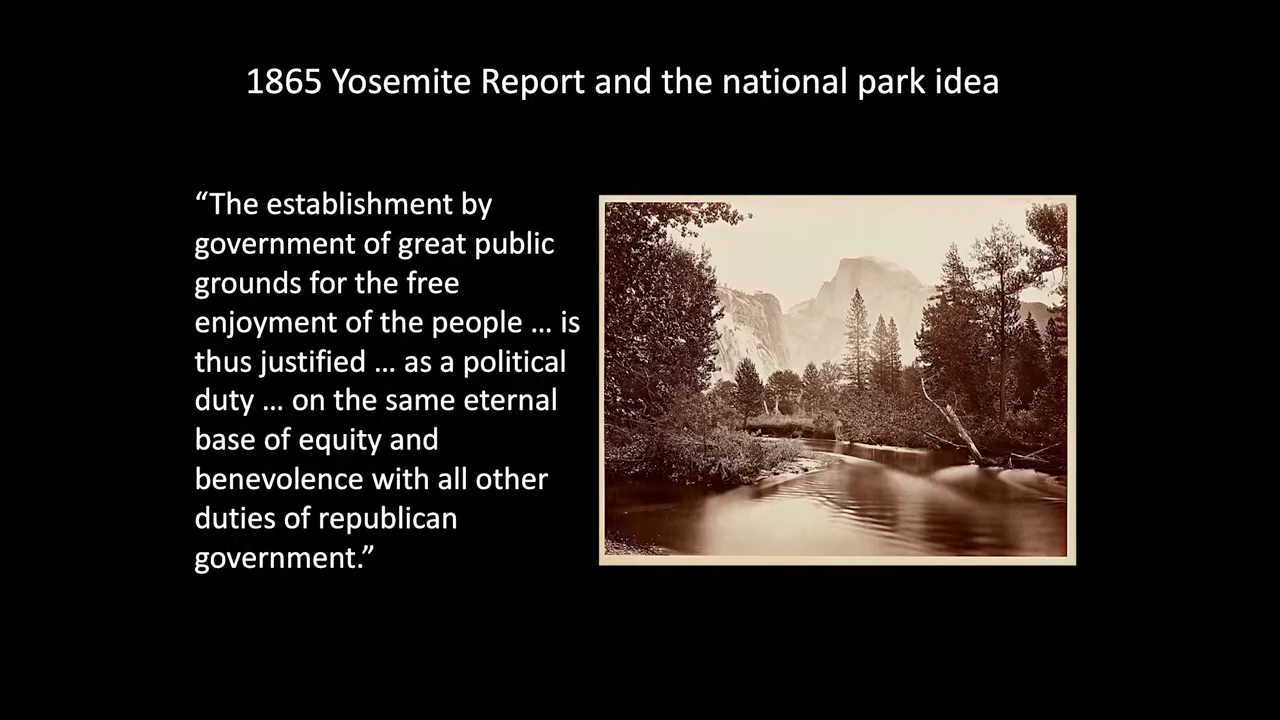 1865 Yosemite Report and the national park idea
“The establishment by
government of great public
grounds for the free
enjoyment of the people … is
thus justified … as a political
duty … on the same eternal
base of equity and
benevolence with all other
duties of republican
government.”